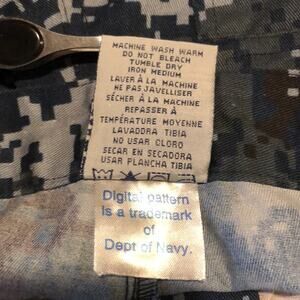 MACHINE WASH WARM
DO NOT BLEACH
TUMBLE DRY
IRON MEDIUM
LAVER À LA MACHINE
NE PAS JAVELLISER
SÉCHER À LA MACHINE
REPASSER À
TEMPÉRATURE MOYENNE
LAVADORA TIBIA
NO USAR CLORO
SECAR EN SECADORA
USAR PLANCHA TIBIA
Digital pattern
is a trademark
of
Dept of Navy.